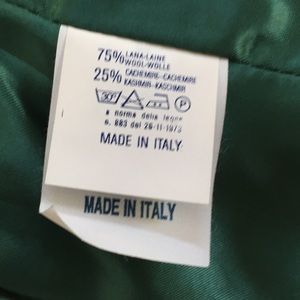 75% LANA-LAINE
WOOL-WOLLE
25% CACHEMIRE-CACHEMIRE
KASHMIR-KASCHMIR
30° P
a norma della legge
n. 883 del 26-11-1973
MADE IN ITALY
MADE IN ITALY